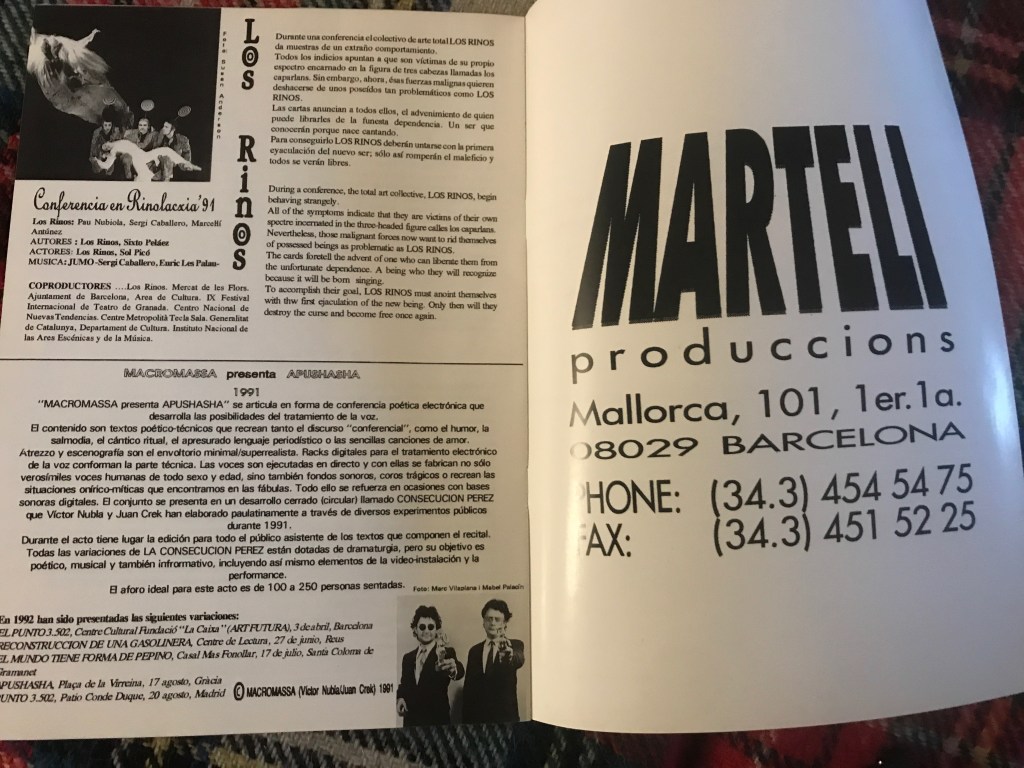 Foto: Susan Anderson
LOS RinOS
Conferencia en Rinolacxia'91
Los Rinos: Pau Nubiola, Sergi Caballero, Marcel·lí
Antúnez
AUTORES : Los Rinos, Sixto Peláez
ACTORES: Los Rinos, Sol Picó
MUSICA: JUMO -Sergi Caballero, Enric Les Palau-
COPRODUCTORES ....Los Rinos. Mercat de les Flors.
Ajuntament de Barcelona, Area de Cultura. IX Festival
Internacional de Teatro de Granada. Centro Nacional de
Nuevas Tendencias. Centre Metropolità Tecla Sala. Generalitat
de Catalunya, Departament de Cultura. Instituto Nacional de
las Ares Escénicas y de la Música.
Durante una conferencia el colectivo de arte total LOS RINOS
da muestras de un extraño comportamiento.
Todos los indicios apuntan a que son víctimas de su propio
espectro encarnado en la figura de tres cabezas llamadas los
caparlans. Sin embargo, ahora, ésas fuerzas malignas quieren
deshacerse de unos poseídos tan problemáticos como LOS
RINOS.
Las cartas anuncian a todos ellos, el advenimiento de quien
puede librarles de la funesta dependencia. Un ser que
conocerán porque nace cantando.
Para conseguirlo LOS RINOS deberán untarse con la primera
eyaculación del nuevo ser; sólo así romperán el maleficio y
todos se verán libres.
During a conference, the total art collective, LOS RINOS, begin
behaving strangely.
All of the symptoms indicate that they are victims of their own
spectre incernated in the three-headed figure calles los caparlans.
Nevertheless, those malignant forces now want to rid themselves
of possessed beings as problematic as LOS RINOS.
The cards foretell the advent of one who can liberate them from
the unfortunate dependence. A being who they will recognize
because it will be born singing.
To accomplish their goal, LOS RINOS must anoint themselves
with thw first ejaculation of the new being. Only then will they
destroy the curse and become free once again.
MACROMASSA presenta APUSHASHA
1991
"MACROMASSA presenta APUSHASHA" se articula en forma de conferencia poética electrónica que
desarrolla las posibilidades del tratamiento de la voz.
El contenido son textos poético-técnicos que recrean tanto el discurso "conferencial", como el humor, la
salmodia, el cántico ritual, el apresurado lenguaje periodístico o las sencillas canciones de amor.
Atrezzo y escenografía son el envoltorio minimal/superrealista. Racks digitales para el tratamiento electrónico
de la voz conforman la parte técnica. Las voces son ejecutadas en directo y con ellas se fabrican no sólo
verosímiles voces humanas de todo sexo y edad, sino también fondos sonoros, coros trágicos o recrean las
situaciones onírico-míticas que encontramos en las fábulas. Todo ello se refuerza en ocasiones con bases
sonoras digitales. El conjunto se presenta en un desarrollo cerrado (circular) llamado CONSECUCION PEREZ
que Víctor Nubla y Juan Crek han elaborado paulatinamente a través de diversos experimentos públicos
durante 1991.
Durante el acto tiene lugar la edición para todo el público asistente de los textos que componen el recital.
Todas las variaciones de LA CONSECUCION PEREZ están dotadas de dramaturgia, pero su objetivo es
poético, musical y también infrormativo, incluyendo así mismo elementos de la video-instalación y la
performance.
El aforo ideal para este acto es de 100 a 250 personas sentadas.
Foto: Marc Vilaplana i Mabel Palacín
En 1992 han sido presentadas las siguientes variaciones:
EL PUNTO 3.502, Centre Cultural Fundació "La Caixa" (ART FUTURA), 3 de abril, Barcelona
RECONSTRUCCION DE UNA GASOLINERA, Centre de Lectura, 27 de junio, Reus
EL MUNDO TIENE FORMA DE PEPINO, Casal Mas Fonollar, 17 de julio, Santa Coloma de
Gramanet
APUSHASHA, Plaça de la Virreina, 17 agosto, Gràcia
PUNTO 3.502, Patio Conde Duque, 20 agosto, Madrid
© MACROMASSA (Victor Nubla/Juan Crek) 1991
MARTELI
produccions
Mallorca, 101, 1er. 1a.
08029 BARCELONA
PHONE: (34.3) 454 54 75
FAX: (34.3) 451 52 25